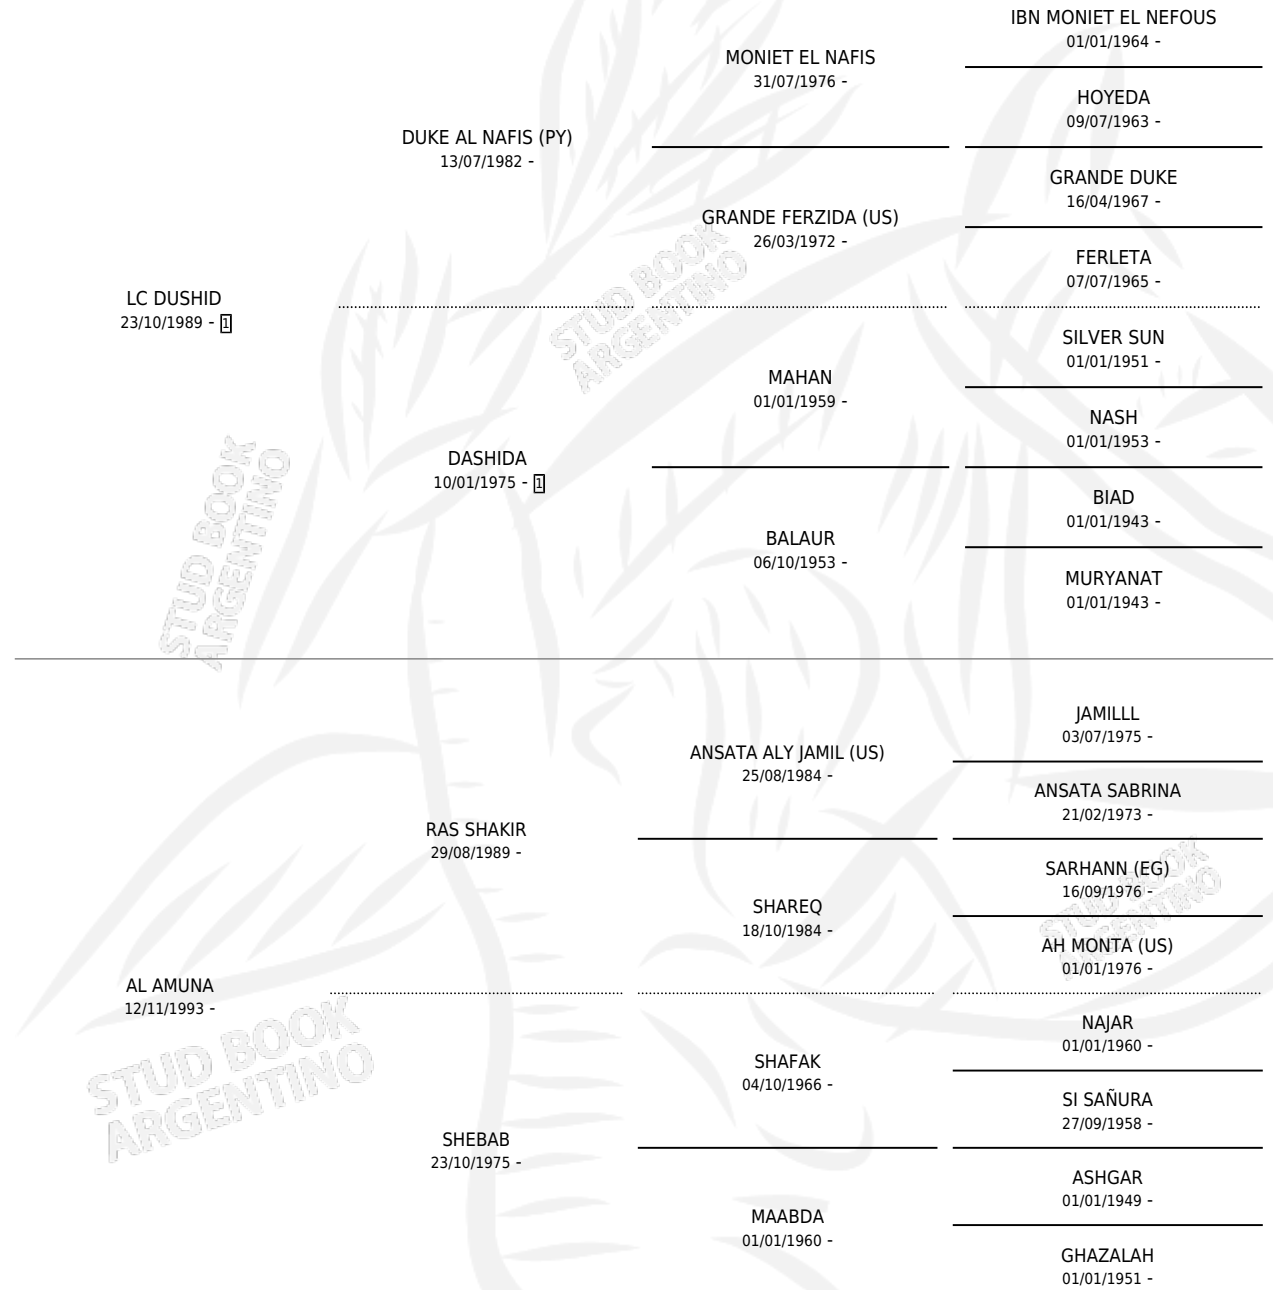 IBN MONIET EL NEFOUS
01/01/1964 -
MONIET EL NAFIS
31/07/1976 -
HOYEDA
09/07/1963 -
DUKE AL NAFIS (PY)
13/07/1982 -
GRANDE DUKE
16/04/1967 -
GRANDE FERZIDA (US)
26/03/1972 -
FERLETA
07/07/1965 -
LC DUSHID
23/10/1989 - 1
SILVER SUN
01/01/1951 -
MAHAN
01/01/1959 -
NASH
01/01/1953 -
DASHIDA
10/01/1975 - 1
BIAD
01/01/1943 -
BALAUR
06/10/1953 -
MURYANAT
01/01/1943 -
JAMILLL
03/07/1975 -
ANSATA ALY JAMIL (US)
25/08/1984 -
ANSATA SABRINA
21/02/1973 -
RAS SHAKIR
29/08/1989 -
SARHANN (EG)
16/09/1976 -
SHAREQ
18/10/1984 -
AH MONTA (US)
01/01/1976 -
AL AMUNA
12/11/1993 -
NAJAR
01/01/1960 -
SHAFAK
04/10/1966 -
SI SAÑURA
27/09/1958 -
SHEBAB
23/10/1975 -
ASHGAR
01/01/1949 -
MAABDA
01/01/1960 -
GHAZALAH
01/01/1951 -
STUD BOOK
ARGENTINO
STUD BOOK
ARGENTINO
STUD BOOK
ARGENTINO
STUD BOOK
ARGENTINO